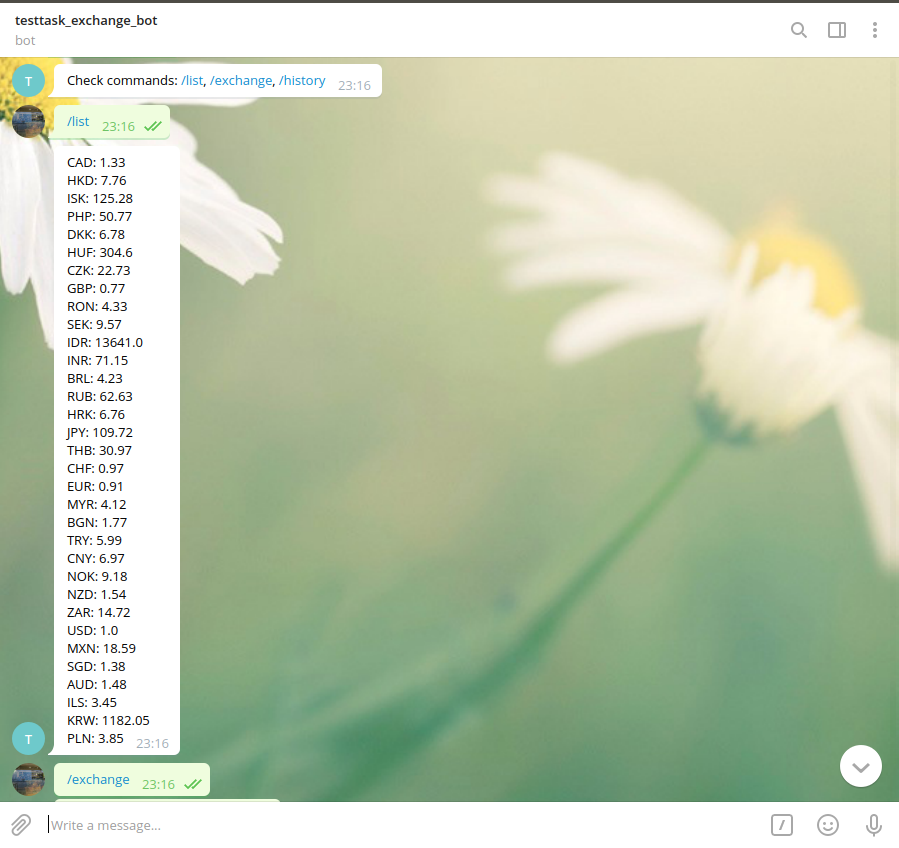 testtask_exchange_bot
bot
Check commands: /list, /exchange, /history 23:16
/list 23:16
CAD: 1.33
HKD: 7.76
ISK: 125.28
PHP: 50.77
DKK: 6.78
HUF: 304.6
CZK: 22.73
GBP: 0.77
RON: 4.33
SEK: 9.57
IDR: 13641.0
INR: 71.15
BRL: 4.23
RUB: 62.63
HRK: 6.76
JPY: 109.72
THB: 30.97
CHF: 0.97
EUR: 0.91
MYR: 4.12
BGN: 1.77
TRY: 5.99
CNY: 6.97
NOK: 9.18
NZD: 1.54
ZAR: 14.72
USD: 1.0
MXN: 18.59
SGD: 1.38
AUD: 1.48
ILS: 3.45
KRW: 1182.05
PLN: 3.85 23:16
/exchange 23:16
Write a message...
T
T
/